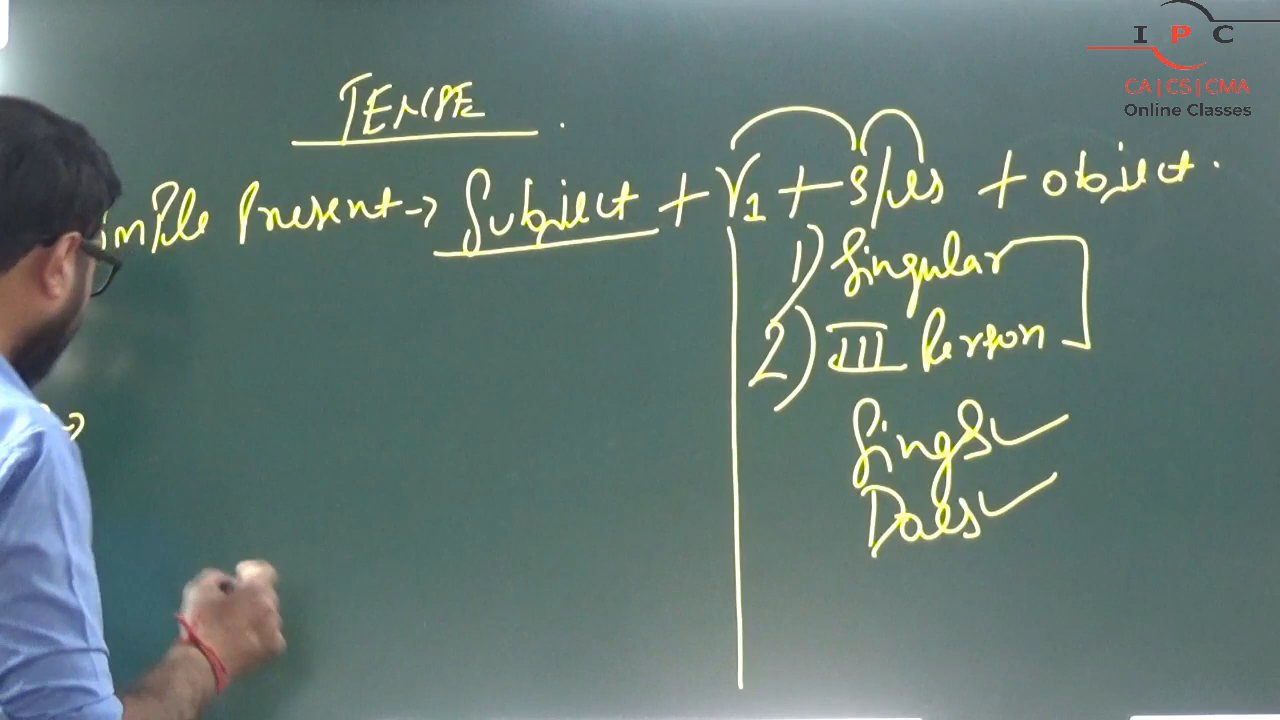 I P C
CA | CS | CMA
Online Classes
TENSE
imple Present → Subject + V1 + s/es + object.
1) Singular
2) III Person
Sings ✓
Does ✓
→